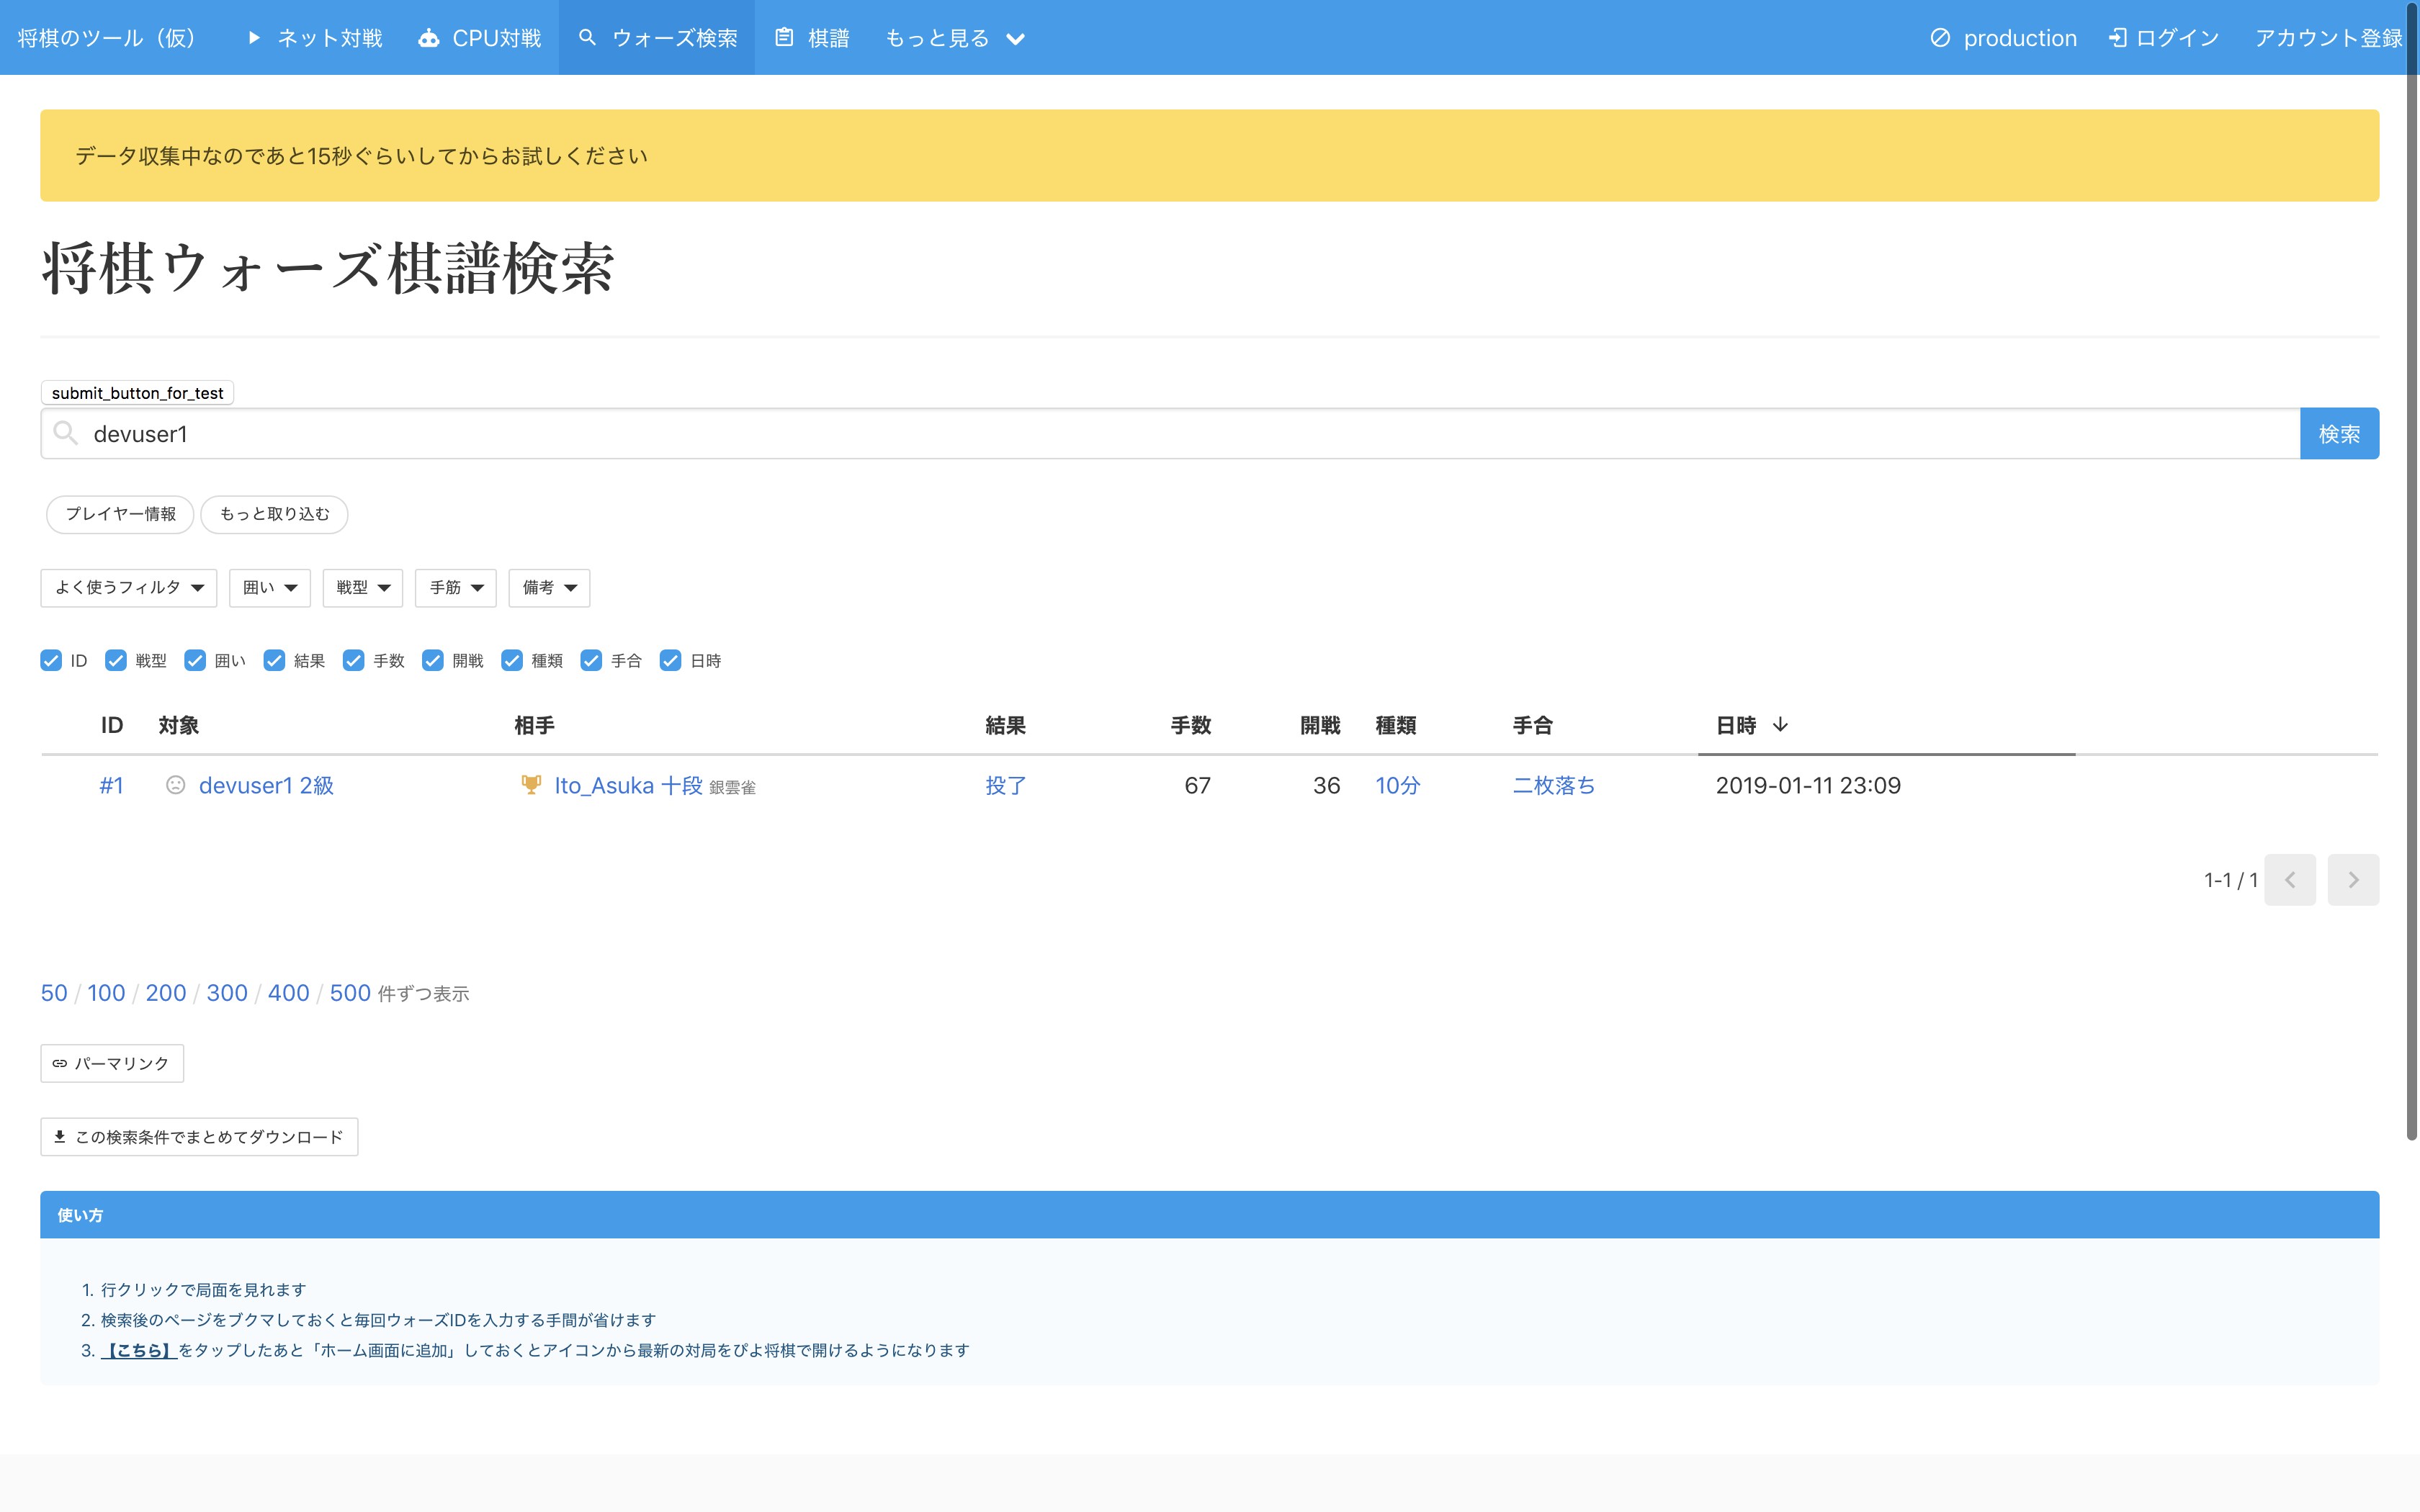 将棋のツール（仮） ネット対戦 CPU対戦 ウォーズ検索 棋譜 もっと見る production ログイン アカウント登録
データ収集中なのであと15秒ぐらいしてからお試しください
将棋ウォーズ棋譜検索
submit_button_for_test
devuser1 検索
プレイヤー情報 もっと取り込む
よく使うフィルタ 囲い 戦型 手筋 備考
ID 戦型 囲い 結果 手数 開戦 種類 手合 日時
ID 対象 相手 結果 手数 開戦 種類 手合 日時
#1 devuser1 2級 Ito_Asuka 十段 銀雲雀 投了 67 36 10分 二枚落ち 2019-01-11 23:09
1-1 / 1
50 / 100 / 200 / 300 / 400 / 500 件ずつ表示
パーマリンク
この検索条件でまとめてダウンロード
使い方
1. 行クリックで局面を見れます
2. 検索後のページをブクマしておくと毎回ウォーズIDを入力する手間が省けます
3. 【こちら】をタップしたあと「ホーム画面に追加」しておくとアイコンから最新の対局をぴよ将棋で開けるようになります